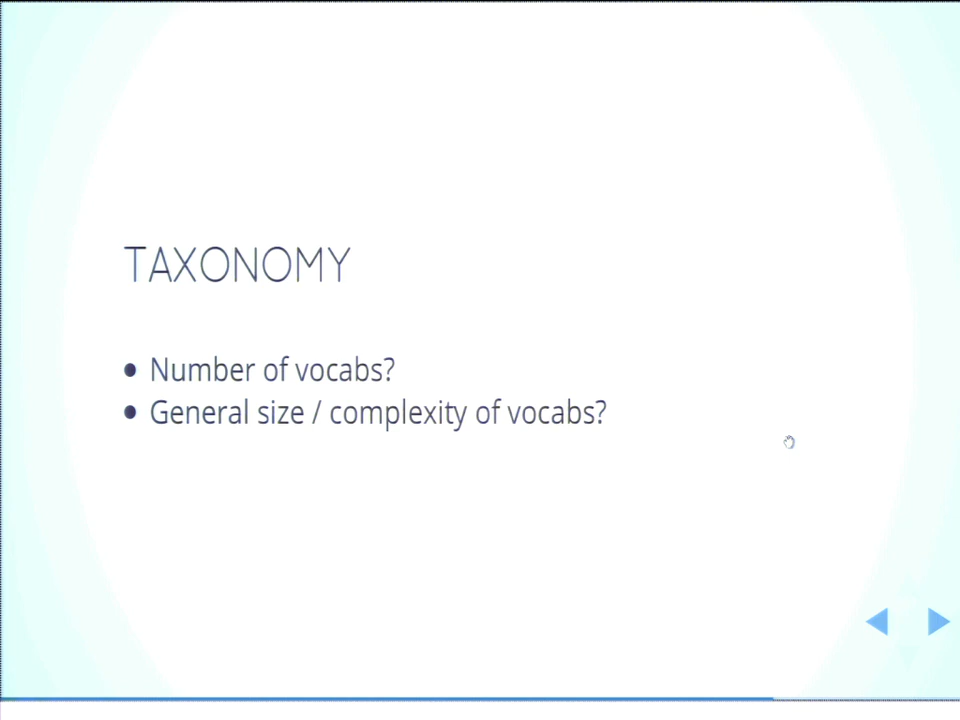 TAXONOMY
• Number of vocabs?
• General size / complexity of vocabs?